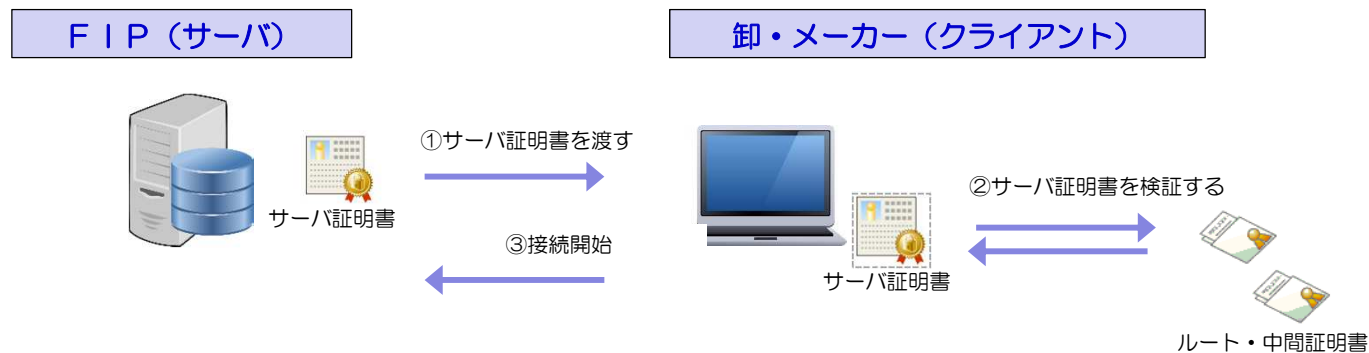 FIP(サーバ)
卸・メーカー(クライアント)
①サーバ証明書を渡す
②サーバ証明書を検証する
サーバ証明書
③接続開始
サーバ証明書
ルート・中間証明書